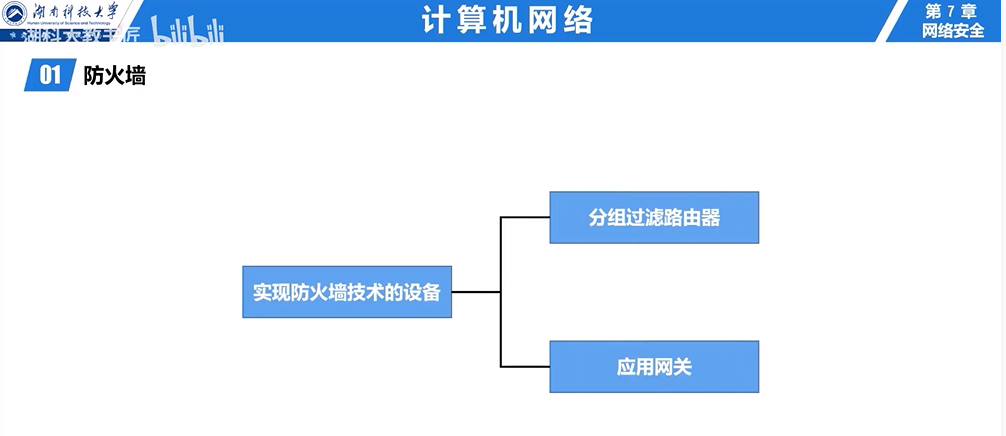 湖南科技大学
Hunan University of Science and Technology
湖科大教书匠
bilibili
计算机网络
第 7 章
网络安全
01 防火墙
分组过滤路由器
实现防火墙技术的设备
应用网关